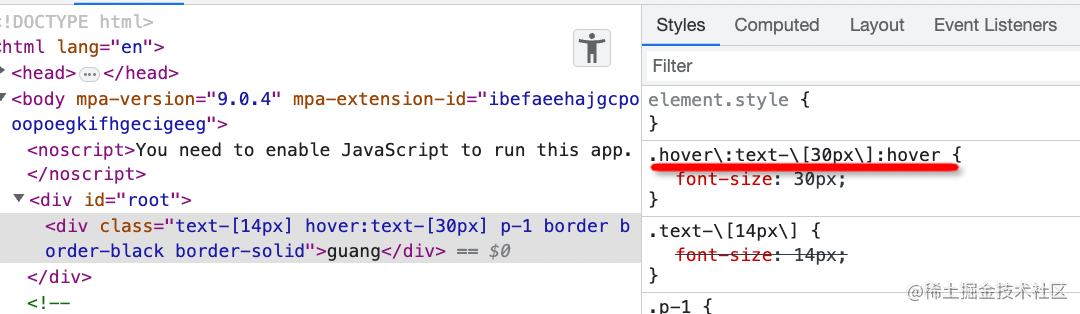 <!DOCTYPE html>
<html lang="en">
<head>…</head>
<body mpa-version="9.0.4" mpa-extension-id="ibefaeehajgcpo
oopoegkifhgecigeeg">
<noscript>You need to enable JavaScript to run this app.
</noscript>
<div id="root">
<div class="text-[14px] hover:text-[30px] p-1 border b
order-black border-solid">guang</div> == $0
</div>
<!--
Styles Computed Layout Event Listeners
Filter
element.style {
}
.hover\:text-\[30px\]:hover {
font-size: 30px;
}
.text-\[14px\] {
font-size: 14px;
}
.p-1 {
@稀土掘金技术社区